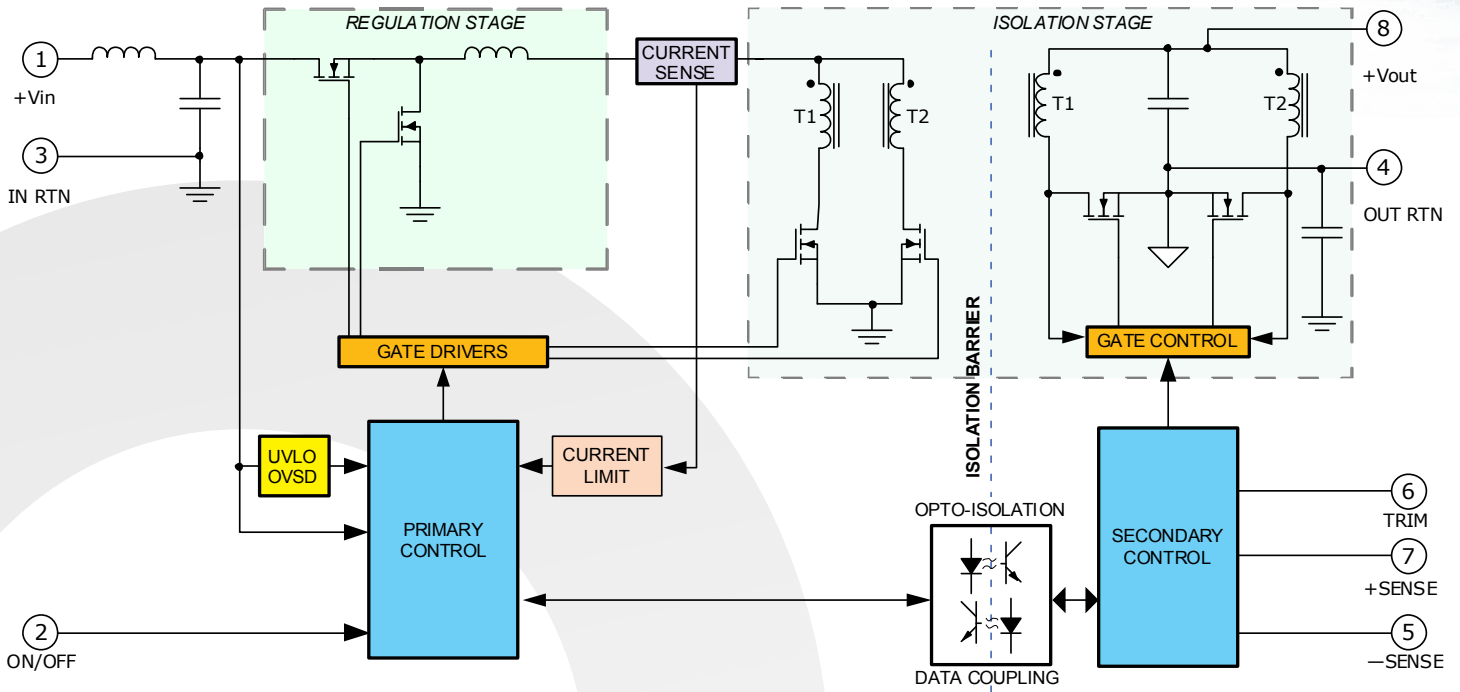 REGULATION STAGE
ISOLATION STAGE
1
+Vin
3
IN RTN
CURRENT
SENSE
T1
T2
T1
T2
8
+Vout
4
OUT RTN
GATE DRIVERS
GATE CONTROL
ISOLATION BARRIER
UVLO
OVSD
PRIMARY
CONTROL
CURRENT
LIMIT
2
ON/OFF
OPTO-ISOLATION
DATA COUPLING
SECONDARY
CONTROL
6
TRIM
7
+SENSE
5
—SENSE